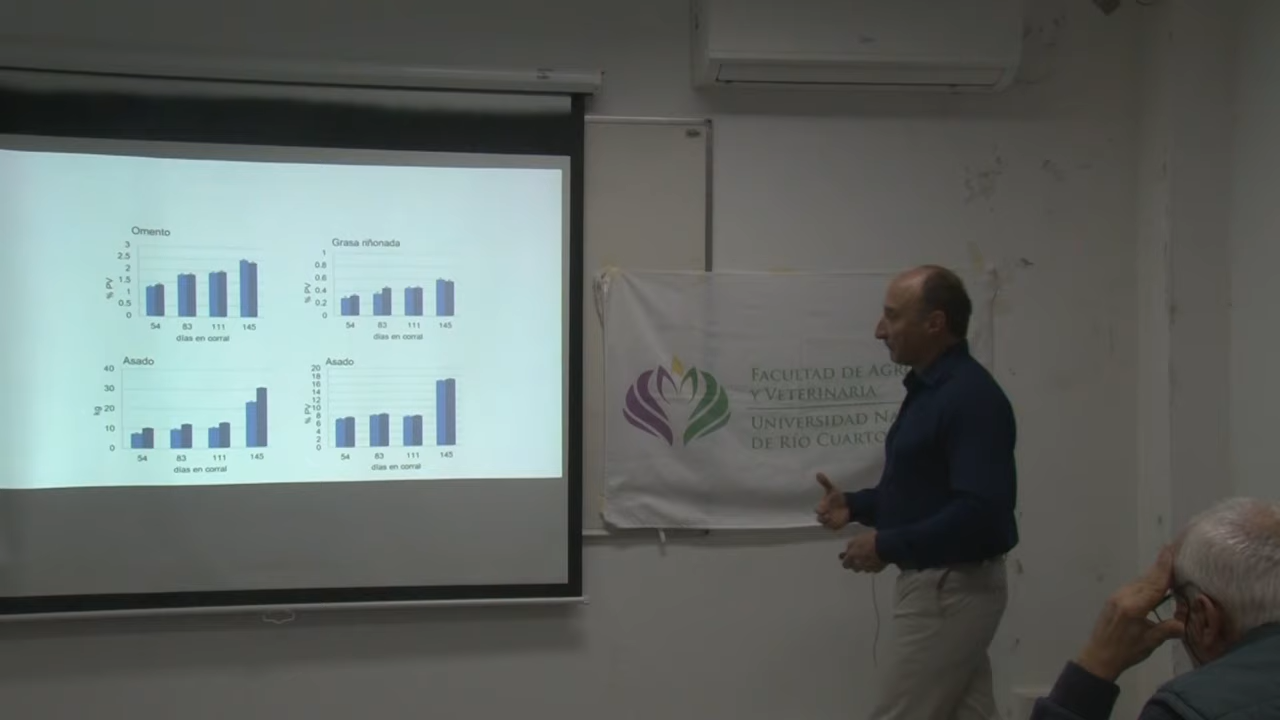 Omento
3
2.5
2
1.5
1
0.5
0
% PV
54 83 111 145
días en corral
Grasa riñonada
1
0.8
0.6
0.4
0.2
0
% PV
54 83 111 145
días en corral
Asado
40
30
20
10
0
kg
54 83 111 145
días en corral
Asado
20
18
16
14
12
10
8
6
4
2
0
% PV
54 83 111 145
días en corral
FACULTAD DE AGR
Y VETERINARIA
UNIVERSIDAD NA
DE RÍO CUARTO